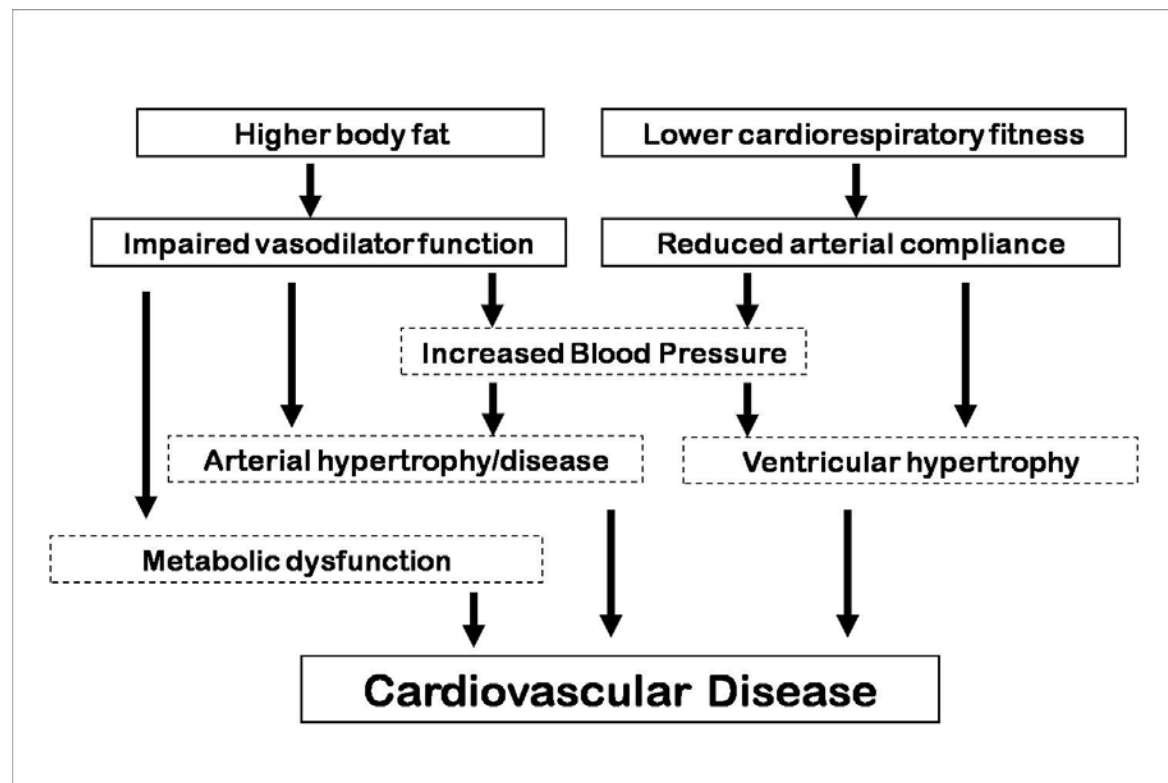 Higher body fat
Lower cardiorespiratory fitness
Impaired vasodilator function
Reduced arterial compliance
Increased Blood Pressure
Arterial hypertrophy/disease
Ventricular hypertrophy
Metabolic dysfunction
Cardiovascular Disease